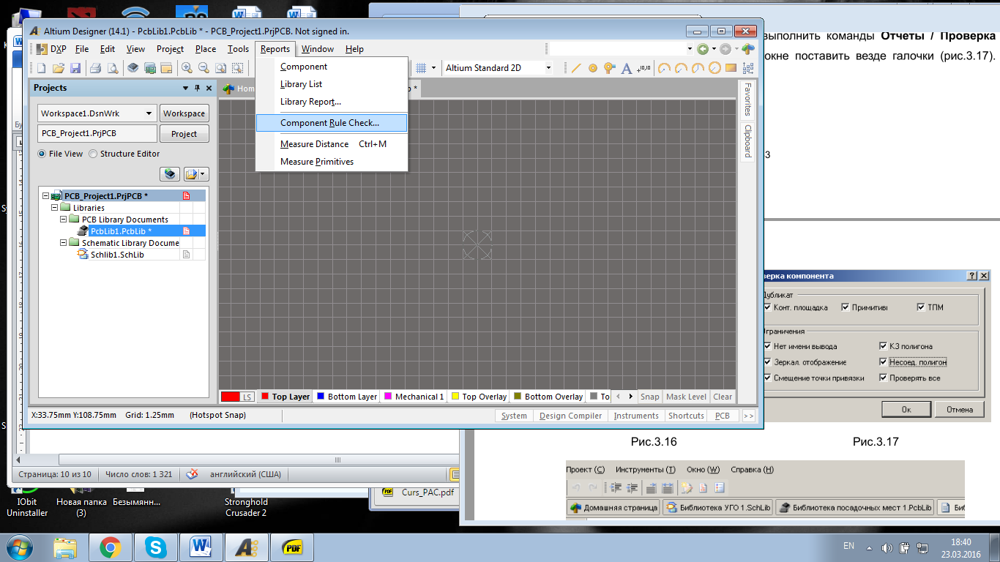 Altium Designer (14.1) - PcbLib1.PcbLib * - PCB_Project1.PrjPCB. Not signed in.
DXP File Edit View Project Place Tools Reports Window Help
Altium Standard 2D
+10,10
Projects
Workspace1.DsnWrk Workspace
PCB_Project1.PrjPCB Project
File View Structure Editor
PCB_Project1.PrjPCB *
Libraries
PCB Library Documents
PcbLib1.PcbLib *
Schematic Library Docume
Schlib1.SchLib
Component
Library List
Library Report...
Component Rule Check...
Measure Distance Ctrl+M
Measure Primitives
Favorites
Clipboard
LS Top Layer Bottom Layer Mechanical 1 Top Overlay Bottom Overlay To Snap Mask Level Clear
X:33.75mm Y:108.75mm Grid: 1.25mm (Hotspot Snap)
System Design Compiler Instruments Shortcuts PCB >>
выполнить команды Отчеты / Проверка
окне поставить везде галочки (рис.3.17).
3
верка компонента
Дубликат
Конт. площадка Примитивы ТПМ
Ограничения
Нет имени вывода КЗ полигона
Зеркал. отображение Несоед. полигон
Смещение точки привязки Проверять все
Ок Отмена
Рис.3.16 Рис.3.17
Проект (C) Инструменты (T) Окно (W) Справка (H)
Домашняя страница Библиотека УГО 1.SchLib Библиотека посадочных мест 1.PcbLib Биб
Страница: 10 из 10 Число слов: 1 321 английский (США)
Curs_PAC.pdf
IObit Uninstaller
Новая папка (3)
Безымянн...
Stronghold Crusader 2
PDF
EN
18:40
23.03.2016